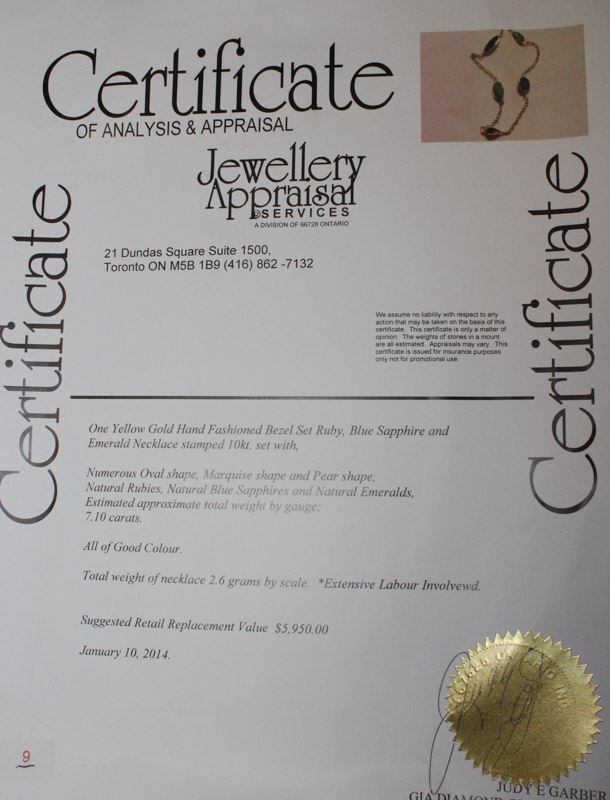 Certificate
OF ANALYSIS & APPRAISAL
Jewellery
Appraisal
SERVICES
A DIVISION OF 66728 ONTARIO
Certificate
Certificate
21 Dundas Square Suite 1500,
Toronto ON M5B 1B9 (416) 862 -7132
We assume no liability with respect to any
action that may be taken on the basis of this
certificate. This certificate is only a matter of
opinion. The weights of stones in a mount
are all estimated. Appraisals may vary. This
certificate is issued for insurance purposes
only not for promotional use.
One Yellow Gold Hand Fashioned Bezel Set Ruby, Blue Sapphire and
Emerald Necklace stamped 10kt. set with,
Numerous Oval shape, Marquise shape and Pear shape,
Natural Rubies, Natural Blue Sapphires and Natural Emeralds,
Estimated approximate total weight by gauge;
7.10 carats.
All of Good Colour.
Total weight of necklace 2.6 grams by scale. *Extensive Labour Involvewd.
Suggested Retail Replacement Value $5,950.00
January 10, 2014.
9
JUDY E GARBER